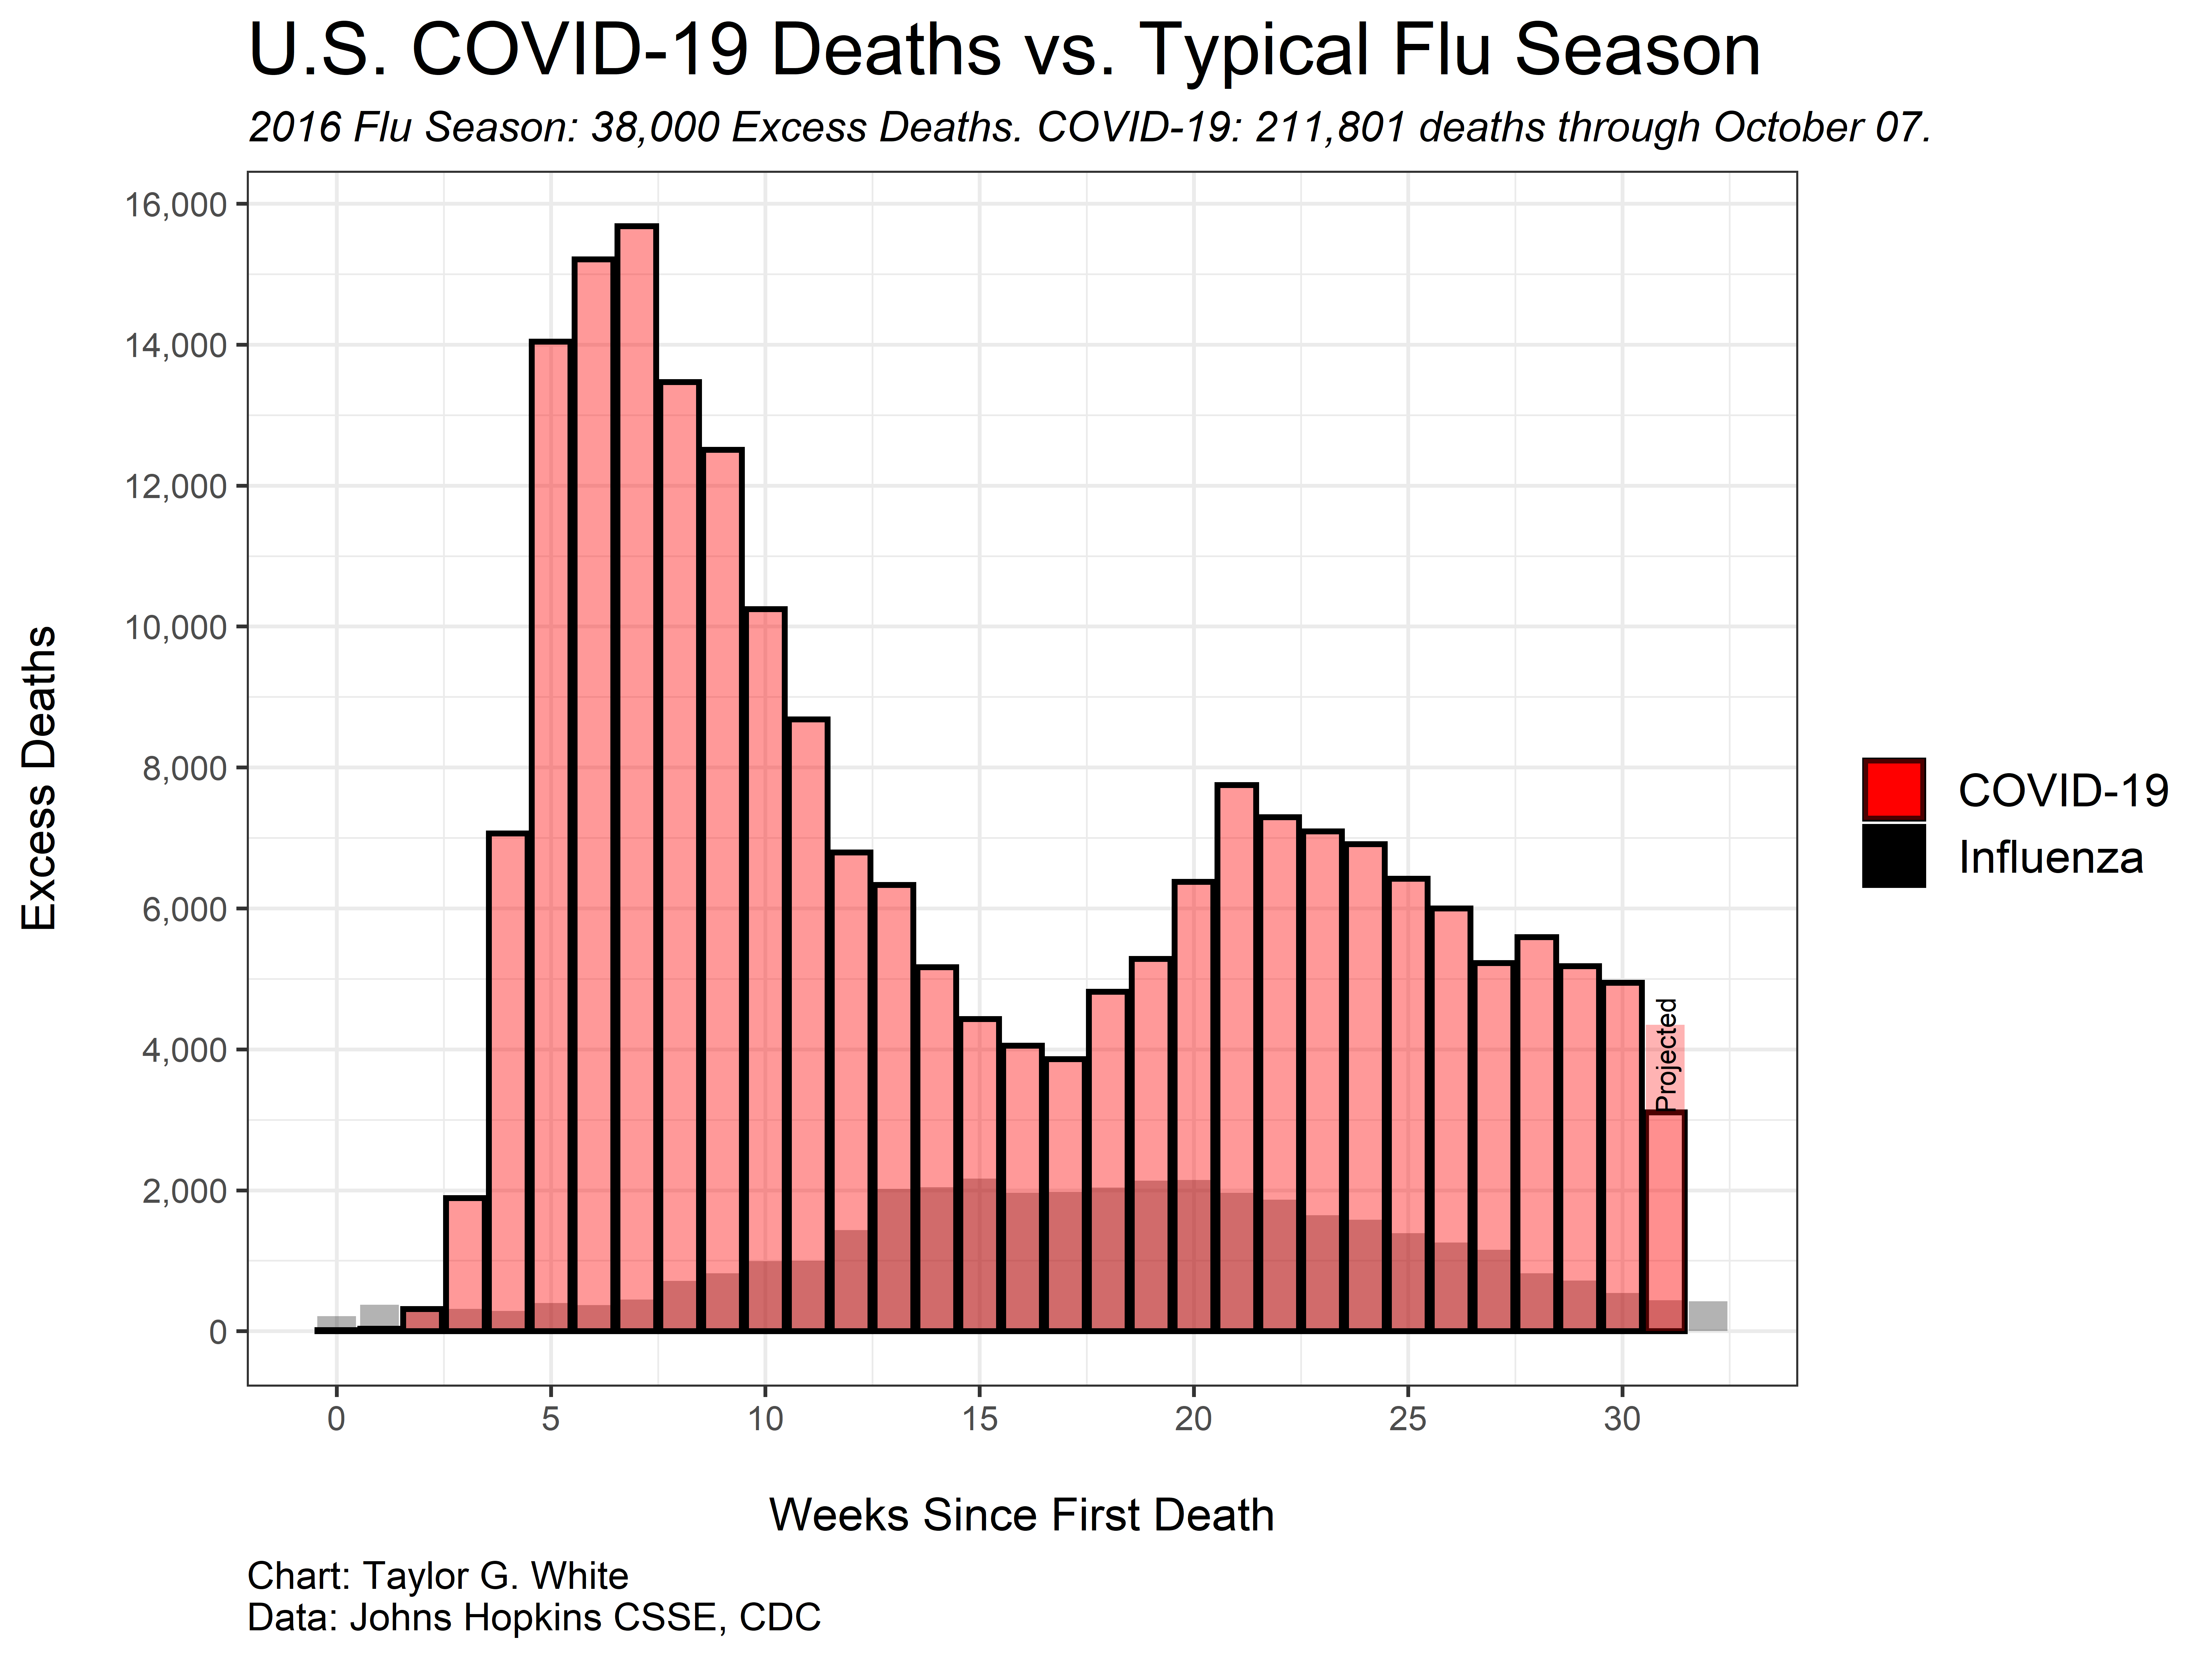 U.S. COVID-19 Deaths vs. Typical Flu Season
2016 Flu Season: 38,000 Excess Deaths. COVID-19: 211,801 deaths through October 07.
Excess Deaths
16,000
14,000
12,000
10,000
8,000
6,000
4,000
2,000
0
Projected
COVID-19
Influenza
0 5 10 15 20 25 30
Weeks Since First Death
Chart: Taylor G. White
Data: Johns Hopkins CSSE, CDC